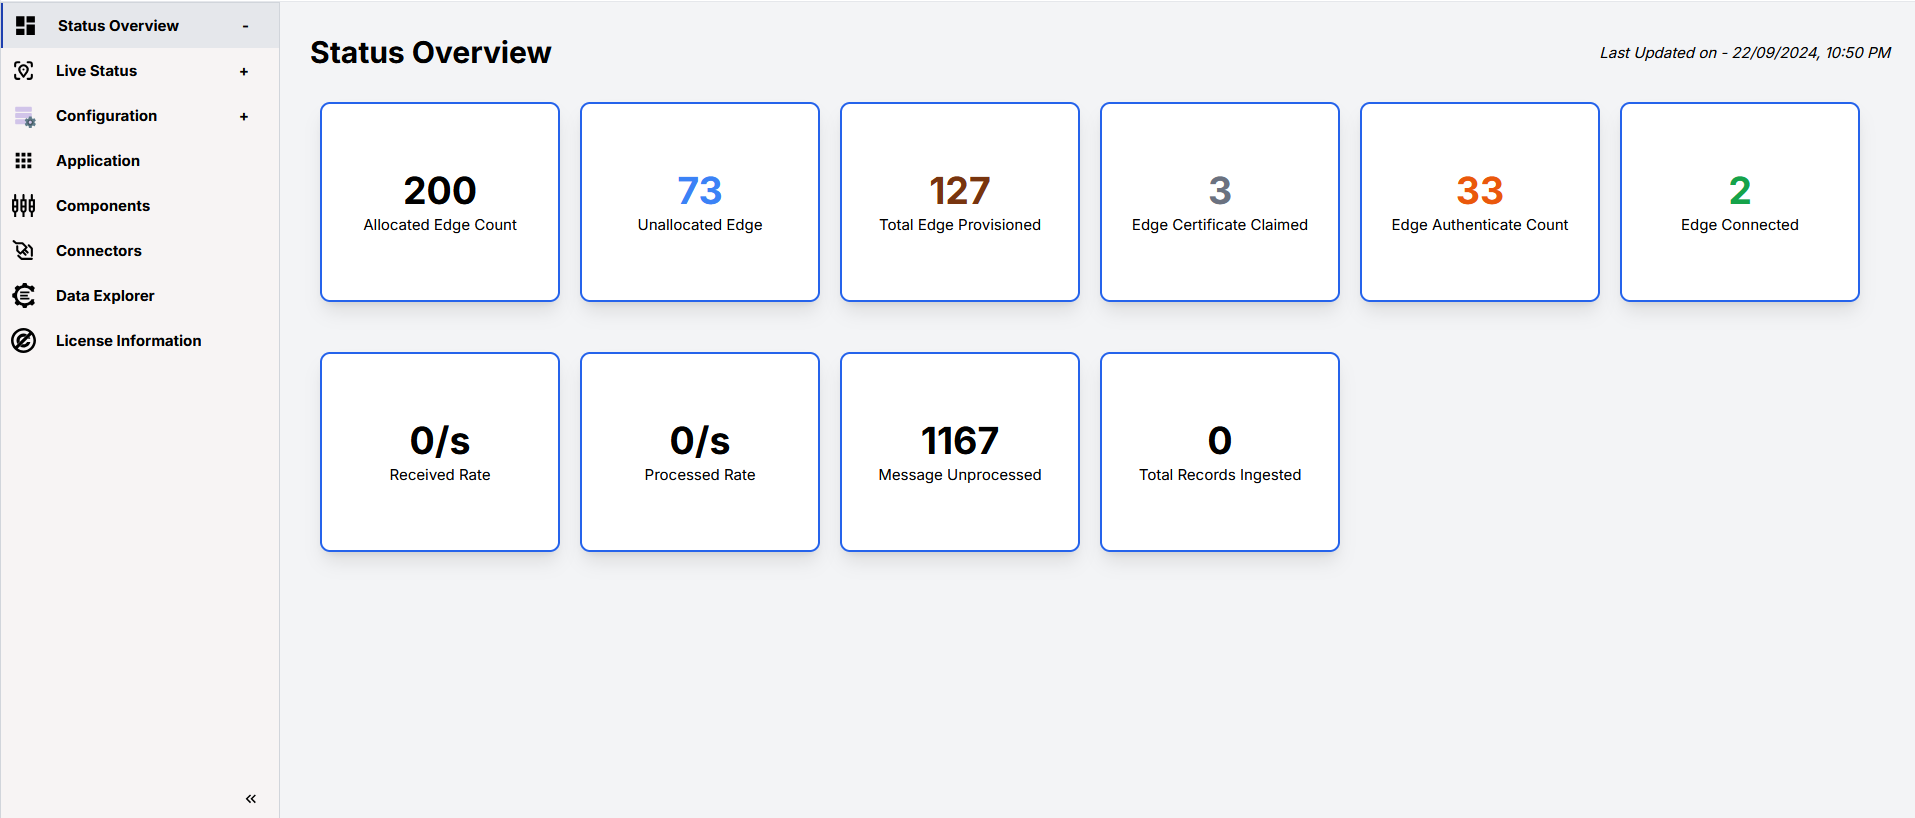 Status Overview -
Live Status +
Configuration +
Application
Components
Connectors
Data Explorer
License Information
«
Status Overview
Last Updated on - 22/09/2024, 10:50 PM
200
Allocated Edge Count
73
Unallocated Edge
127
Total Edge Provisioned
3
Edge Certificate Claimed
33
Edge Authenticate Count
2
Edge Connected
0/s
Received Rate
0/s
Processed Rate
1167
Message Unprocessed
0
Total Records Ingested